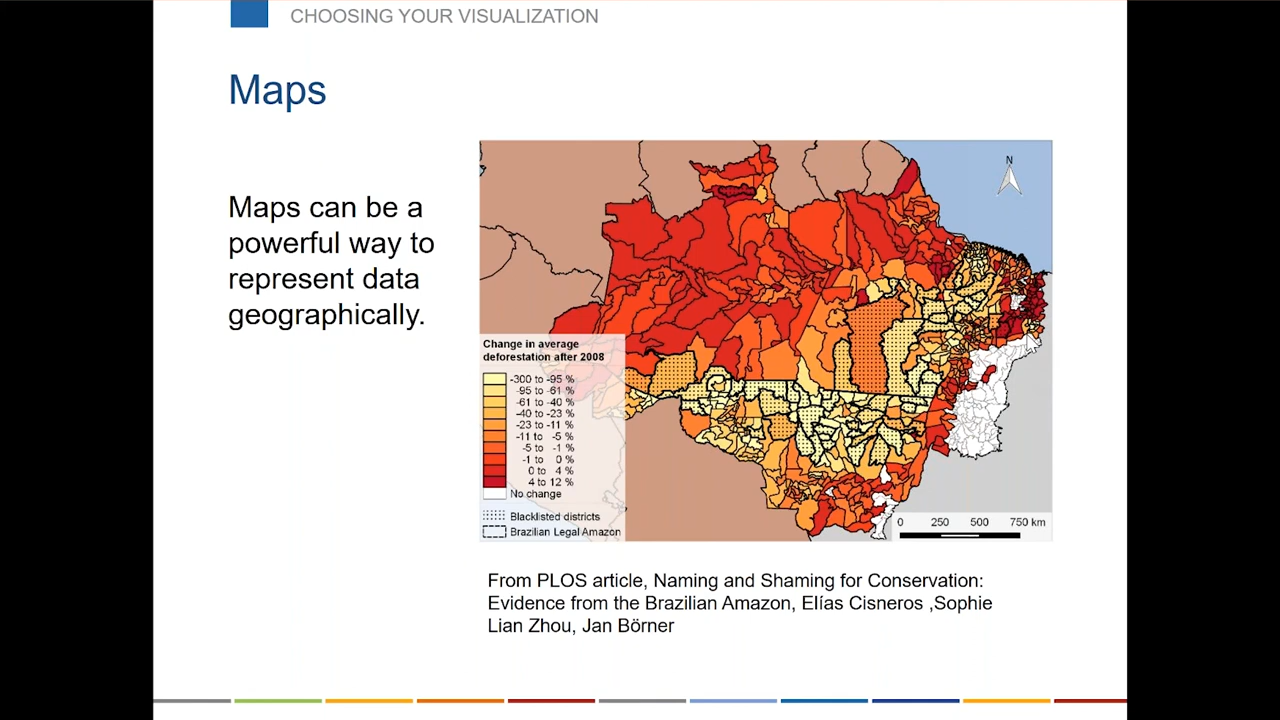 CHOOSING YOUR VISUALIZATION
Maps
Maps can be a
powerful way to
represent data
geographically.
N
Change in average
deforestation after 2008
-300 to -95 %
-95 to -61 %
-61 to -40 %
-40 to -23 %
-23 to -11 %
-11 to -5 %
-5 to -1 %
-1 to 0 %
0 to 4 %
4 to 12 %
No change
Blacklisted districts
Brazilian Legal Amazon
0 250 500 750 km
From PLOS article, Naming and Shaming for Conservation:
Evidence from the Brazilian Amazon, Elías Cisneros ,Sophie
Lian Zhou, Jan Börner